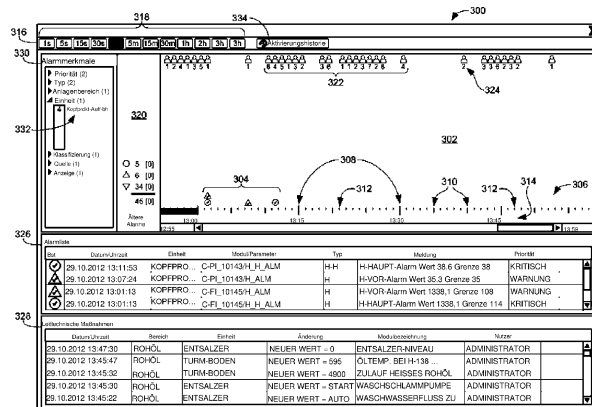 300
318
334
316
1s 5s 15s 30s 5m 15m 30m 1h 2h 3h 3h
Aktivierungshistorie
330
Alarmmerkmale
Priorität (2)
Typ (2)
Anlagenbereich (1)
Einheit (1)
Kopfprodkt-Aufl-bh
332
Klassifizierung (1)
Quelle (1)
Anzeige (1)
320
322
324
302
5 [0]
6 [0]
34 [0]
45 [0]
Ältere
Alarme
304
308
310
312
312
314
306
13:00
13:15
13:30
13:45
12:55
13:59
326
Alarmliste
Bst Datum/Uhrzeit Einheit Modul/Parameter Typ Meldung Priorität
29.10.2012 13:11:53 KOPFPRO... C-PI_10143/H_H_ALM H-H H-HAUPT-Alarm Wert 38.6 Grenze 38 KRITISCH
29.10.2012 13:07:24 KOPFPRO... C-PI_10143/H_ALM H H-VOR-Alarm Wert 35.3 Grenze 35 WARNUNG
29.10.2012 13:01:13 KOPFPRO... C-FI_10145/H_ALM H H-VOR-Alarm Wert 1338,1 Grenze 108 WARNUNG
29.10.2012 13:01:13 KOPFPRO... C-FI_10145/H_H_ALM H H-HAUPT-Alarm Wert 1338,1 Grenze 114 KRITISCH
328
Leittechnische Maßnahmen
Datum/Uhrzeit Bereich Einheit Änderung Modulbezeichnung Nutzer
29.10.2012 13:47:30 ROHÖL ENTSALZER NEUER WERT = 0 ENTSALZER-NIVEAU ADMINISTRATOR
29.10.2012 13:45:47 ROHÖL TURM-BODEN NEUER WERT = 595 ÖLTEMP. BEI H-138 ... ADMINISTRATOR
29.10.2012 13:45:32 ROHÖL TURM-BODEN NEUER WERT = 4900 ZULAUF HEISSES ROHÖL ADMINISTRATOR
29.10.2012 13:45:30 ROHÖL ENTSALZER NEUER WERT = START WASCHSCHLAMMPUMPE ADMINISTRATOR
29.10.2012 13:45:22 ROHÖL ENTSALZER NEUER WERT = AUTO WASCHWASSERFLUSS ZU ADMINISTRATOR